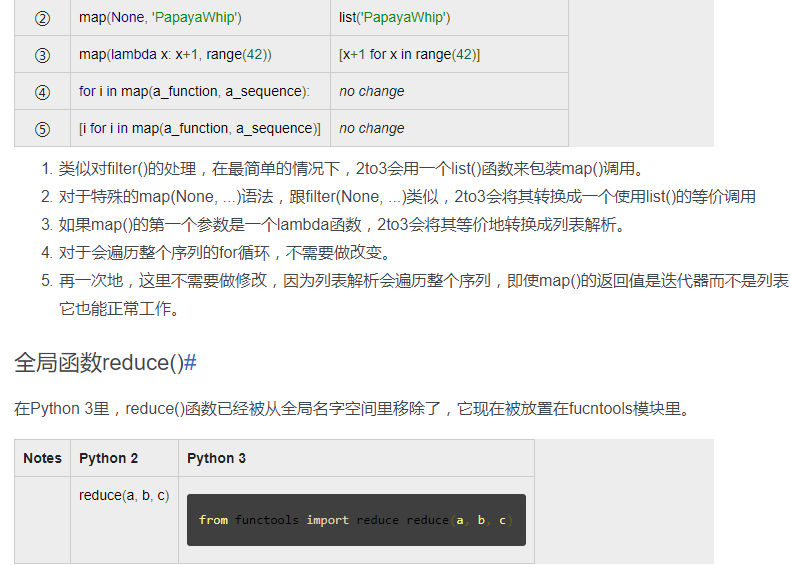 ② map(None, 'PapayaWhip') list('PapayaWhip')
③ map(lambda x: x+1, range(42)) [x+1 for x in range(42)]
④ for i in map(a_function, a_sequence): no change
⑤ [i for i in map(a_function, a_sequence)] no change
1. 类似对filter()的处理，在最简单的情况下，2to3会用一个list()函数来包装map()调用。
2. 对于特殊的map(None, ...)语法，跟filter(None, ...)类似，2to3会将其转换成一个使用list()的等价调用
3. 如果map()的第一个参数是一个lambda函数，2to3会将其等价地转换成列表解析。
4. 对于会遍历整个序列的for循环，不需要做改变。
5. 再一次地，这里不需要做修改，因为列表解析会遍历整个序列，即使map()的返回值是迭代器而不是列表
它也能正常工作。
全局函数reduce()#
在Python 3里，reduce()函数已经被从全局名字空间里移除了，它现在被放置在fucntools模块里。
Notes Python 2 Python 3
reduce(a, b, c)
from functools import reduce reduce(a, b, c)